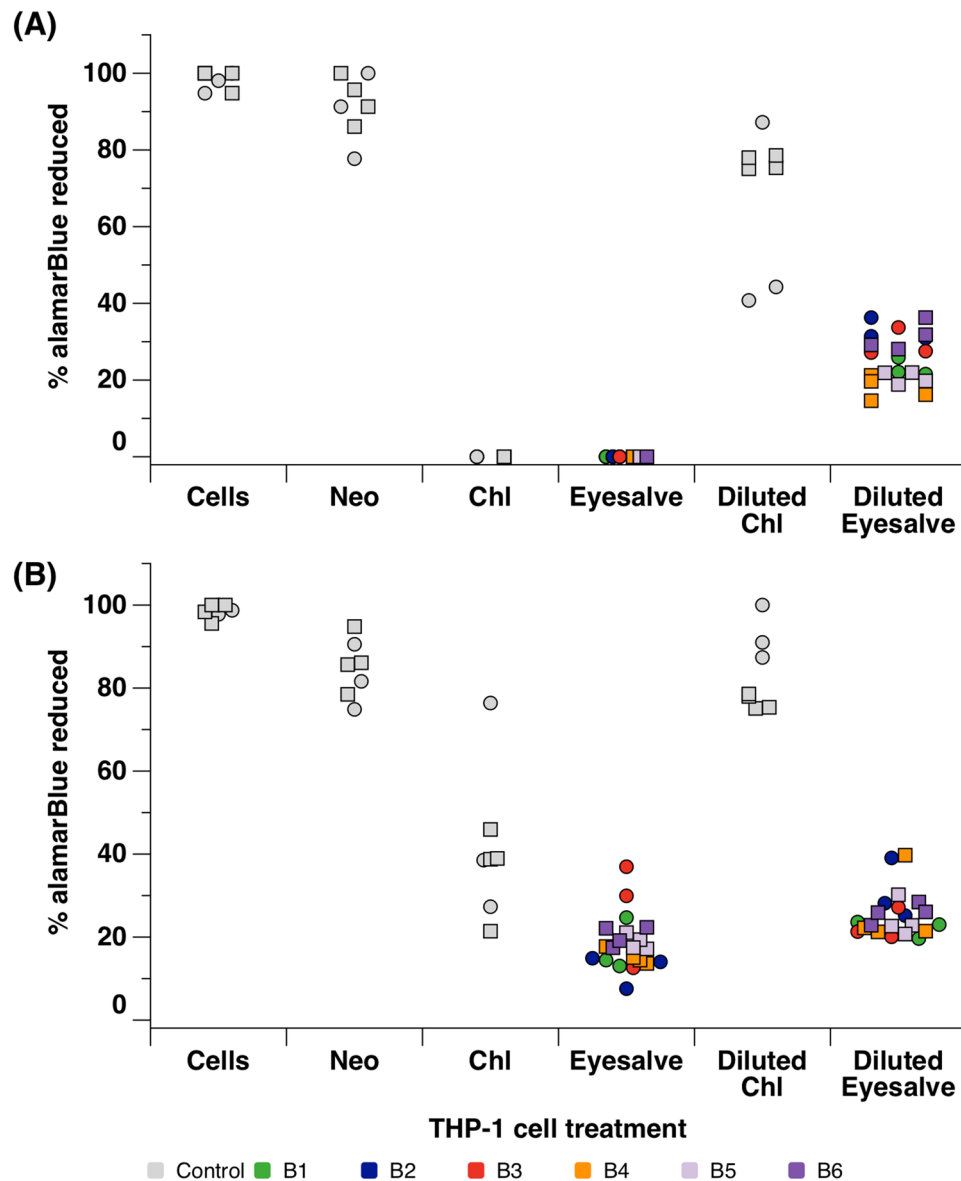 (A)
% alamarBlue reduced
100
80
60
40
20
0
Cells Neo Chl Eyesalve Diluted Chl Diluted Eyesalve
(B)
% alamarBlue reduced
100
80
60
40
20
0
Cells Neo Chl Eyesalve Diluted Chl Diluted Eyesalve
THP-1 cell treatment
Control B1 B2 B3 B4 B5 B6